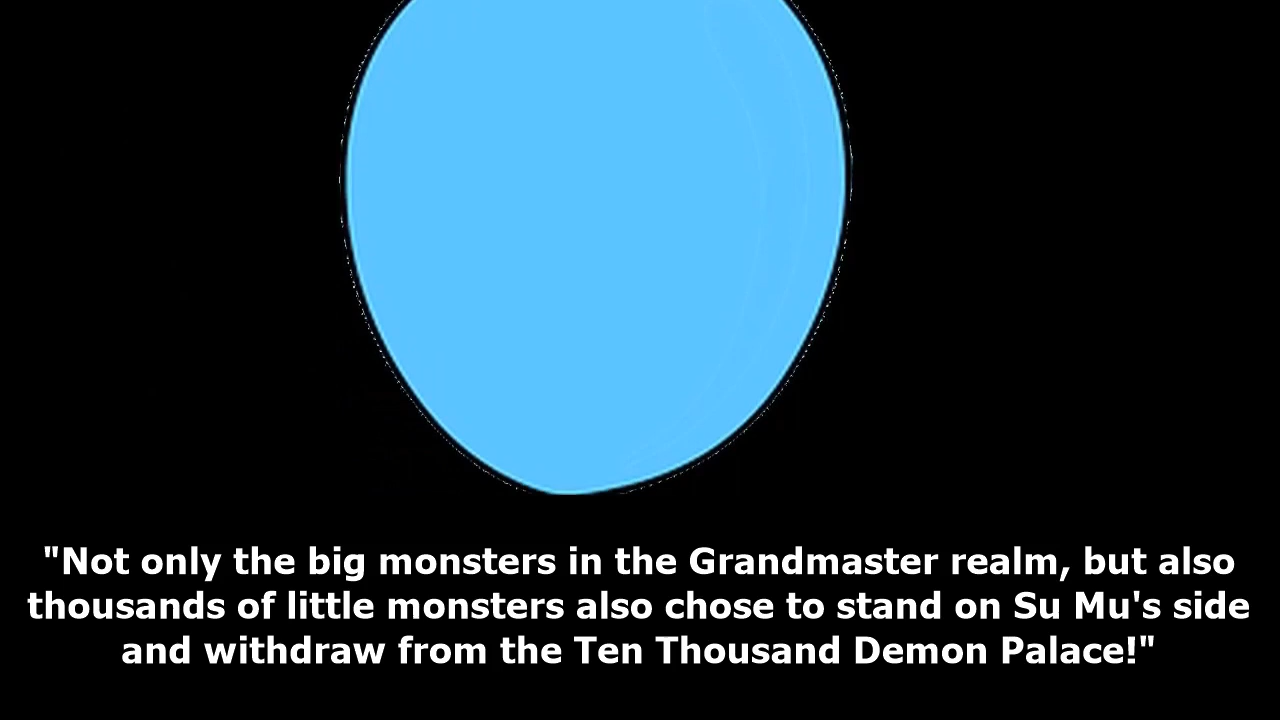 "Not only the big monsters in the Grandmaster realm, but also
thousands of little monsters also chose to stand on Su Mu's side
and withdraw from the Ten Thousand Demon Palace!"